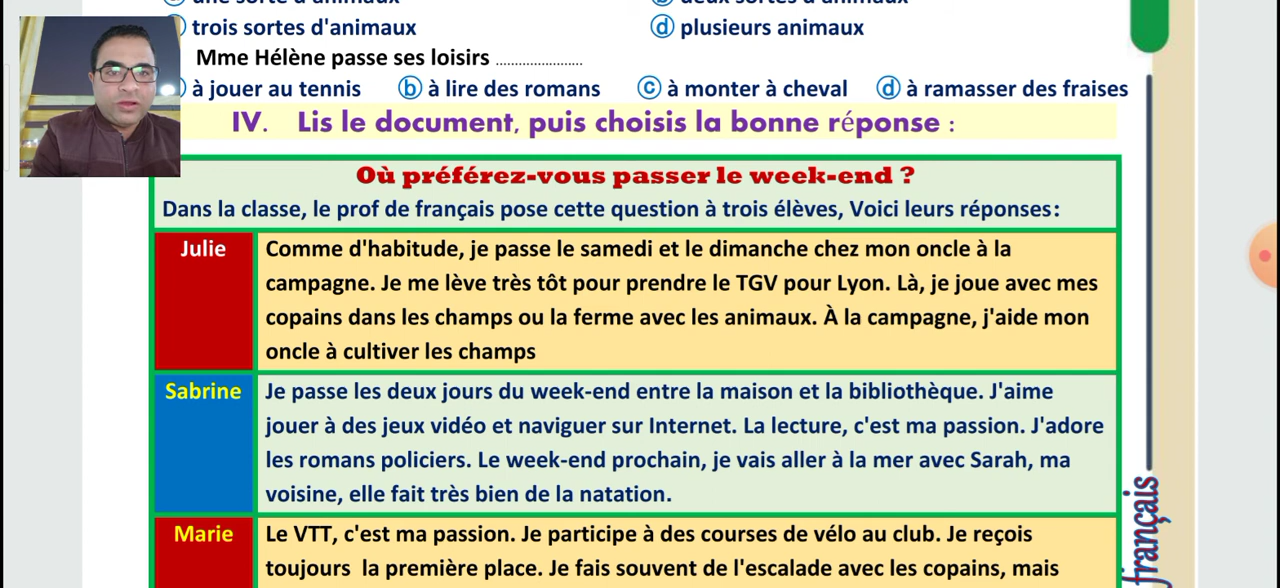 trois sortes d'animaux ⓓ plusieurs animaux
Mme Hélène passe ses loisirs ........................
à jouer au tennis ⓑ à lire des romans ⓒ à monter à cheval ⓓ à ramasser des fraises
IV. Lis le document, puis choisis la bonne réponse :
Où préférez-vous passer le week-end ?
Dans la classe, le prof de français pose cette question à trois élèves, Voici leurs réponses:
Julie
Comme d'habitude, je passe le samedi et le dimanche chez mon oncle à la
campagne. Je me lève très tôt pour prendre le TGV pour Lyon. Là, je joue avec mes
copains dans les champs ou la ferme avec les animaux. À la campagne, j'aide mon
oncle à cultiver les champs
Sabrine
Je passe les deux jours du week-end entre la maison et la bibliothèque. J'aime
jouer à des jeux vidéo et naviguer sur Internet. La lecture, c'est ma passion. J'adore
les romans policiers. Le week-end prochain, je vais aller à la mer avec Sarah, ma
voisine, elle fait très bien de la natation.
Marie
Le VTT, c'est ma passion. Je participe à des courses de vélo au club. Je reçois
toujours la première place. Je fais souvent de l'escalade avec les copains, mais
français